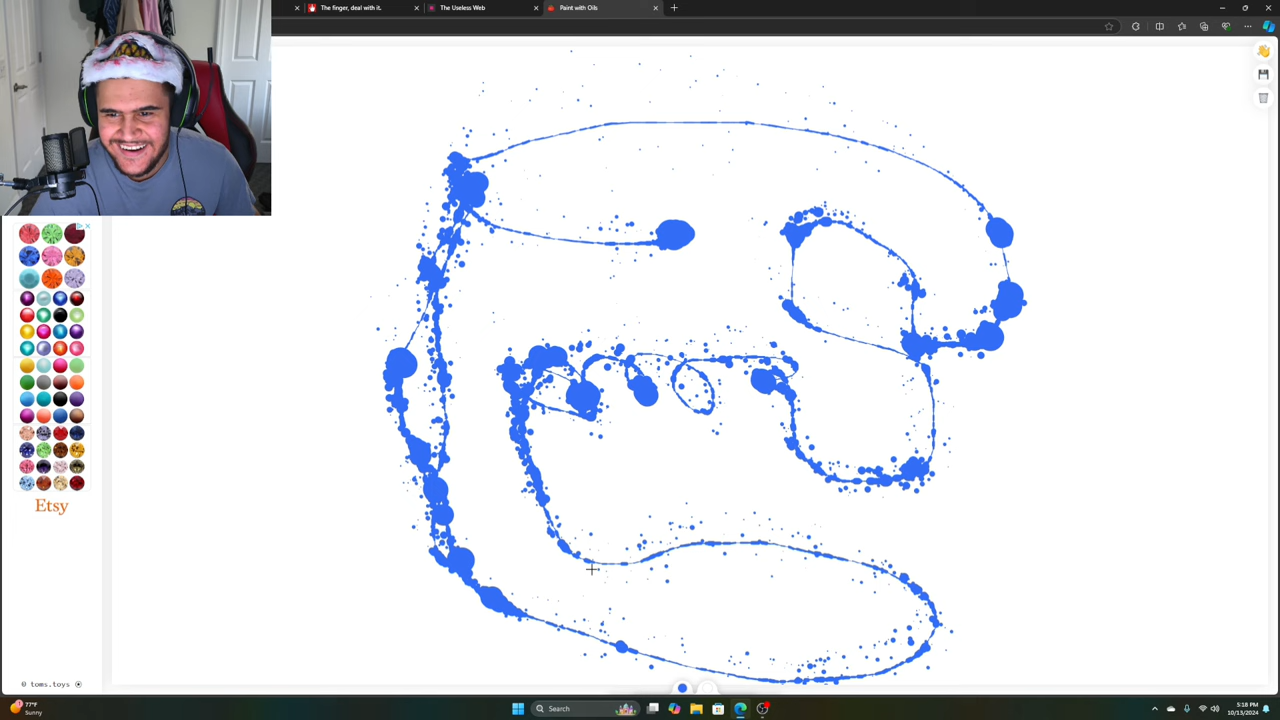 The finger, deal with it.
The Useless Web
Paint with Oils
Etsy
© toms.toys
77°F
Sunny
Search
5:18 PM
10/13/2024